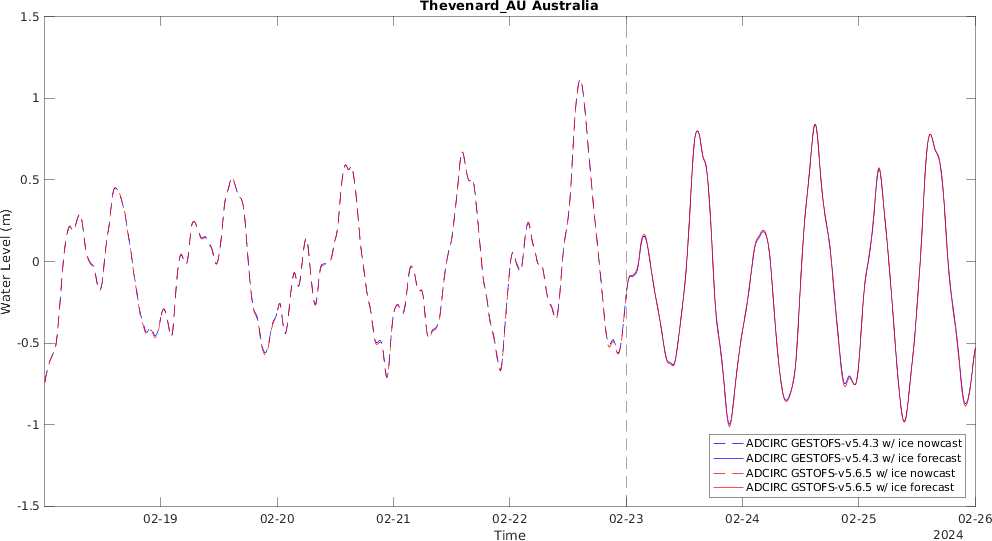 Thevenard_AU Australia
1.5
1
0.5
0
-0.5
-1
-1.5
Water Level (m)
ADCIRC GESTOFS-v5.4.3 w/ ice nowcast
ADCIRC GESTOFS-v5.4.3 w/ ice forecast
ADCIRC GSTOFS-v5.6.5 w/ ice nowcast
ADCIRC GSTOFS-v5.6.5 w/ ice forecast
02-19 02-20 02-21 02-22 02-23 02-24 02-25 02-26
Time
2024